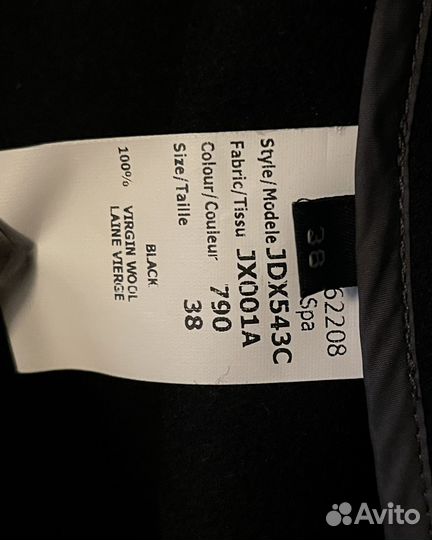 62208
Spa
38
Style/Modele JDX543C
Fabric/Tissu JX001A
Colour/Couleur 790
Size/Taille 38
BLACK
100% VIRGIN WOOL
LAINE VIERGE
Avito